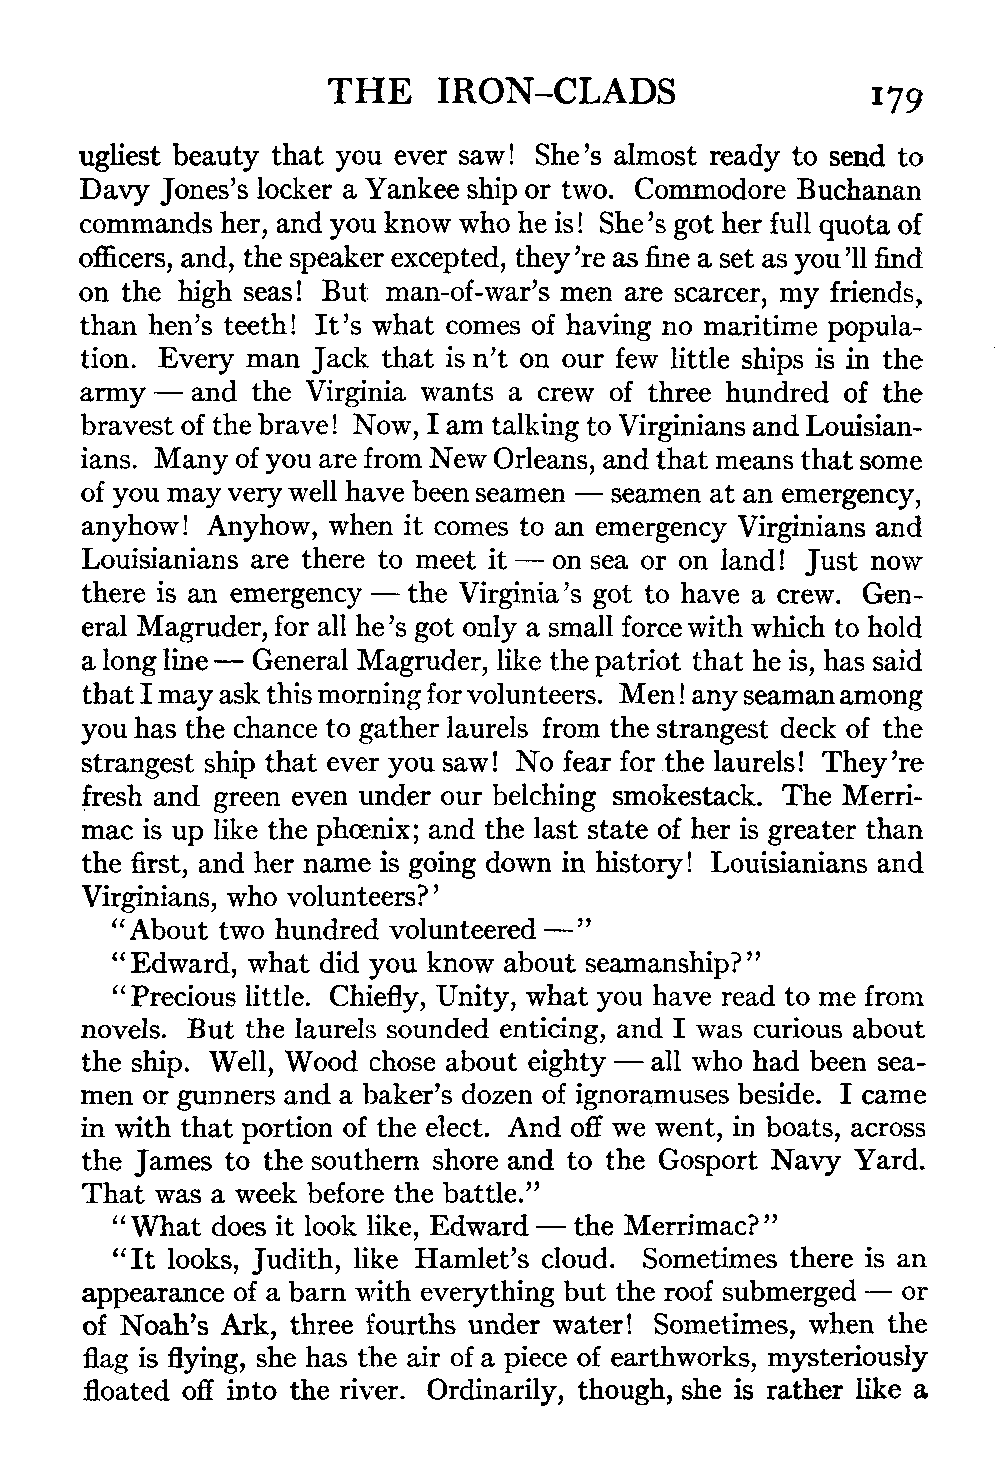 THE IRON-CLADS 179
ugliest beauty that you ever saw! She's almost ready to send to
Davy Jones's locker a Yankee ship or two. Commodore Buchanan
commands her, and you know who he is! She's got her full quota of
officers, and, the speaker excepted, they're as fine a set as you'll find
on the high seas! But man-of-war's men are scarcer, my friends,
than hen's teeth! It's what comes of having no maritime popula-
tion. Every man Jack that is n't on our few little ships is in the
army — and the Virginia wants a crew of three hundred of the
bravest of the brave! Now, I am talking to Virginians and Louisian-
ians. Many of you are from New Orleans, and that means that some
of you may very well have been seamen — seamen at an emergency,
anyhow! Anyhow, when it comes to an emergency Virginians and
Louisianians are there to meet it — on sea or on land! Just now
there is an emergency — the Virginia's got to have a crew. Gen-
eral Magruder, for all he's got only a small force with which to hold
a long line — General Magruder, like the patriot that he is, has said
that I may ask this morning for volunteers. Men! any seaman among
you has the chance to gather laurels from the strangest deck of the
strangest ship that ever you saw! No fear for the laurels! They're
fresh and green even under our belching smokestack. The Merri-
mac is up like the phœnix; and the last state of her is greater than
the first, and her name is going down in history! Louisianians and
Virginians, who volunteers?'
"About two hundred volunteered —"
"Edward, what did you know about seamanship?"
"Precious little. Chiefly, Unity, what you have read to me from
novels. But the laurels sounded enticing, and I was curious about
the ship. Well, Wood chose about eighty — all who had been sea-
men or gunners and a baker's dozen of ignoramuses beside. I came
in with that portion of the elect. And off we went, in boats, across
the James to the southern shore and to the Gosport Navy Yard.
That was a week before the battle."
"What does it look like, Edward — the Merrimac?"
"It looks, Judith, like Hamlet's cloud. Sometimes there is an
appearance of a barn with everything but the roof submerged — or
of Noah's Ark, three fourths under water! Sometimes, when the
flag is flying, she has the air of a piece of earthworks, mysteriously
floated off into the river. Ordinarily, though, she is rather like a